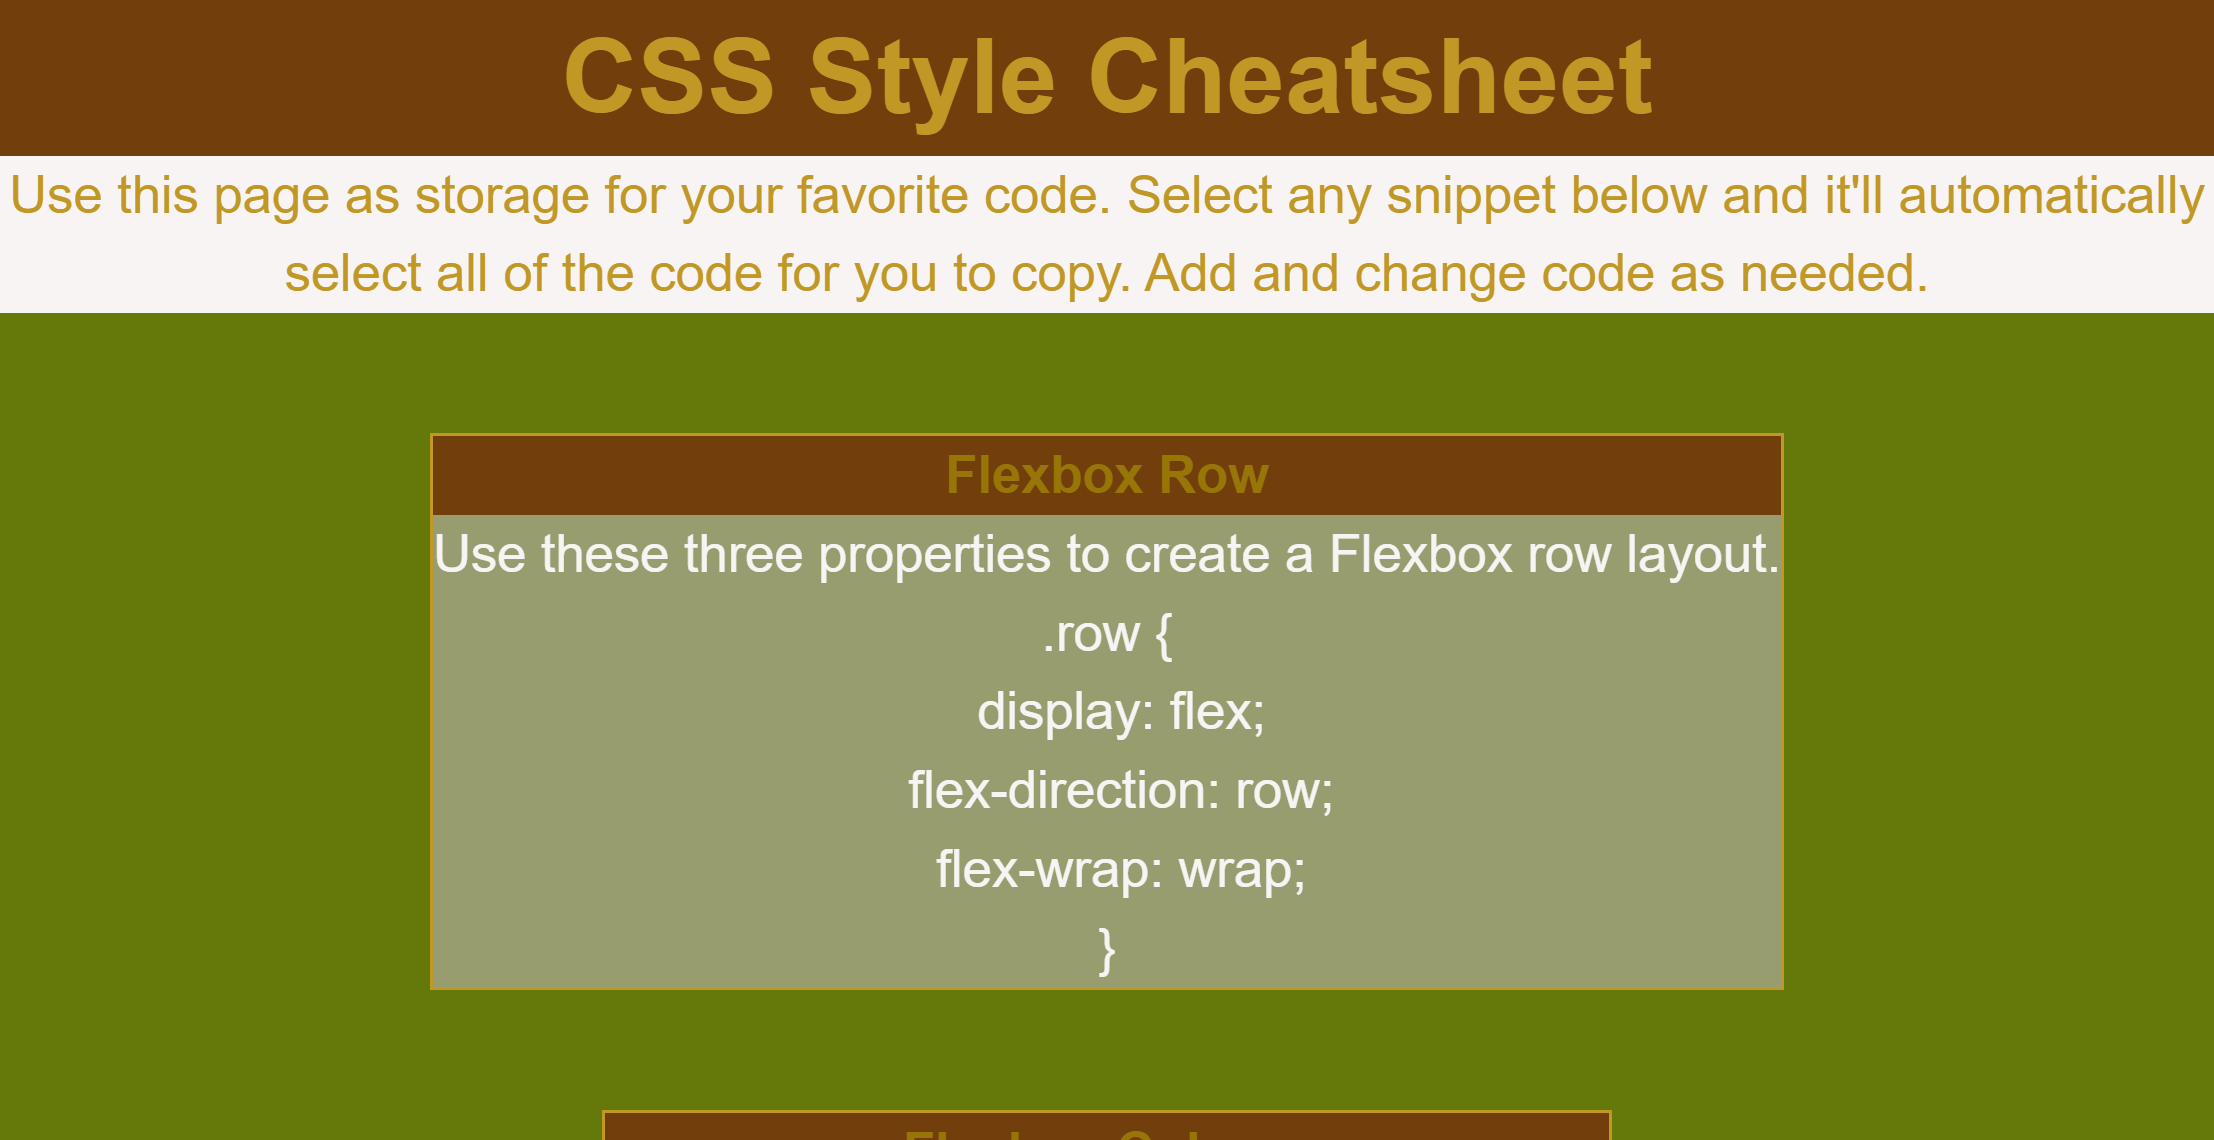 CSS Style Cheatsheet
Use this page as storage for your favorite code. Select any snippet below and it'll automatically
select all of the code for you to copy. Add and change code as needed.
Flexbox Row
Use these three properties to create a Flexbox row layout.
.row {
display: flex;
flex-direction: row;
flex-wrap: wrap;
}